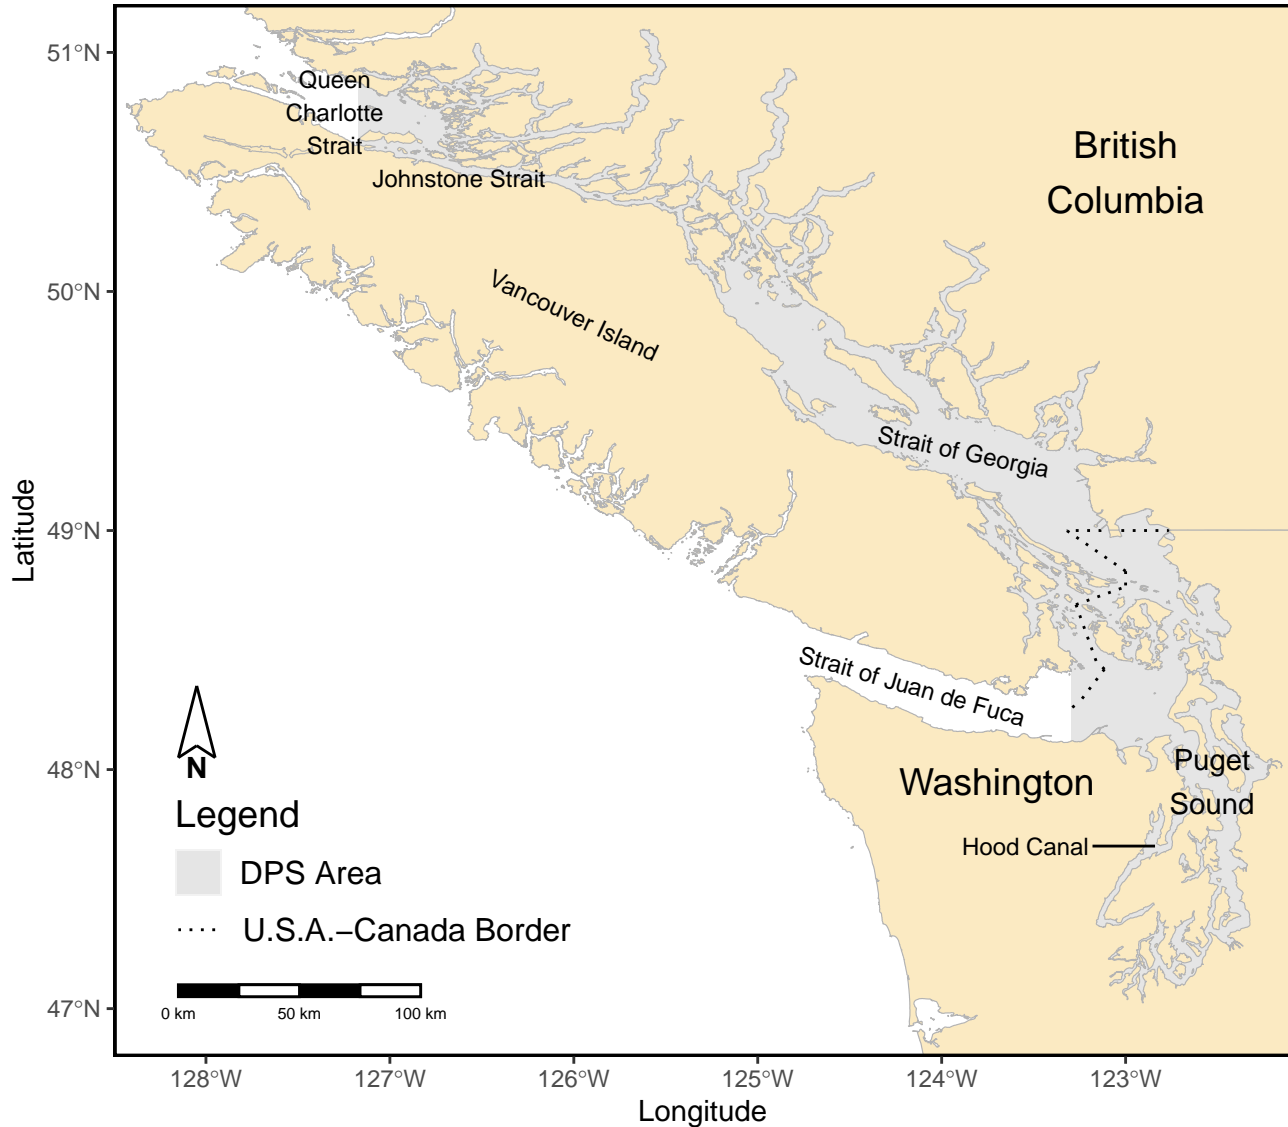 51°N
50°N
49°N
48°N
47°N
Latitude
Queen
Charlotte
Strait
Johnstone Strait
British
Columbia
Vancouver Island
Strait of Georgia
Strait of Juan de Fuca
Washington
Puget
Sound
Hood Canal
N
Legend
DPS Area
U.S.A.−Canada Border
0 km 50 km 100 km
128°W 127°W 126°W 125°W 124°W 123°W
Longitude